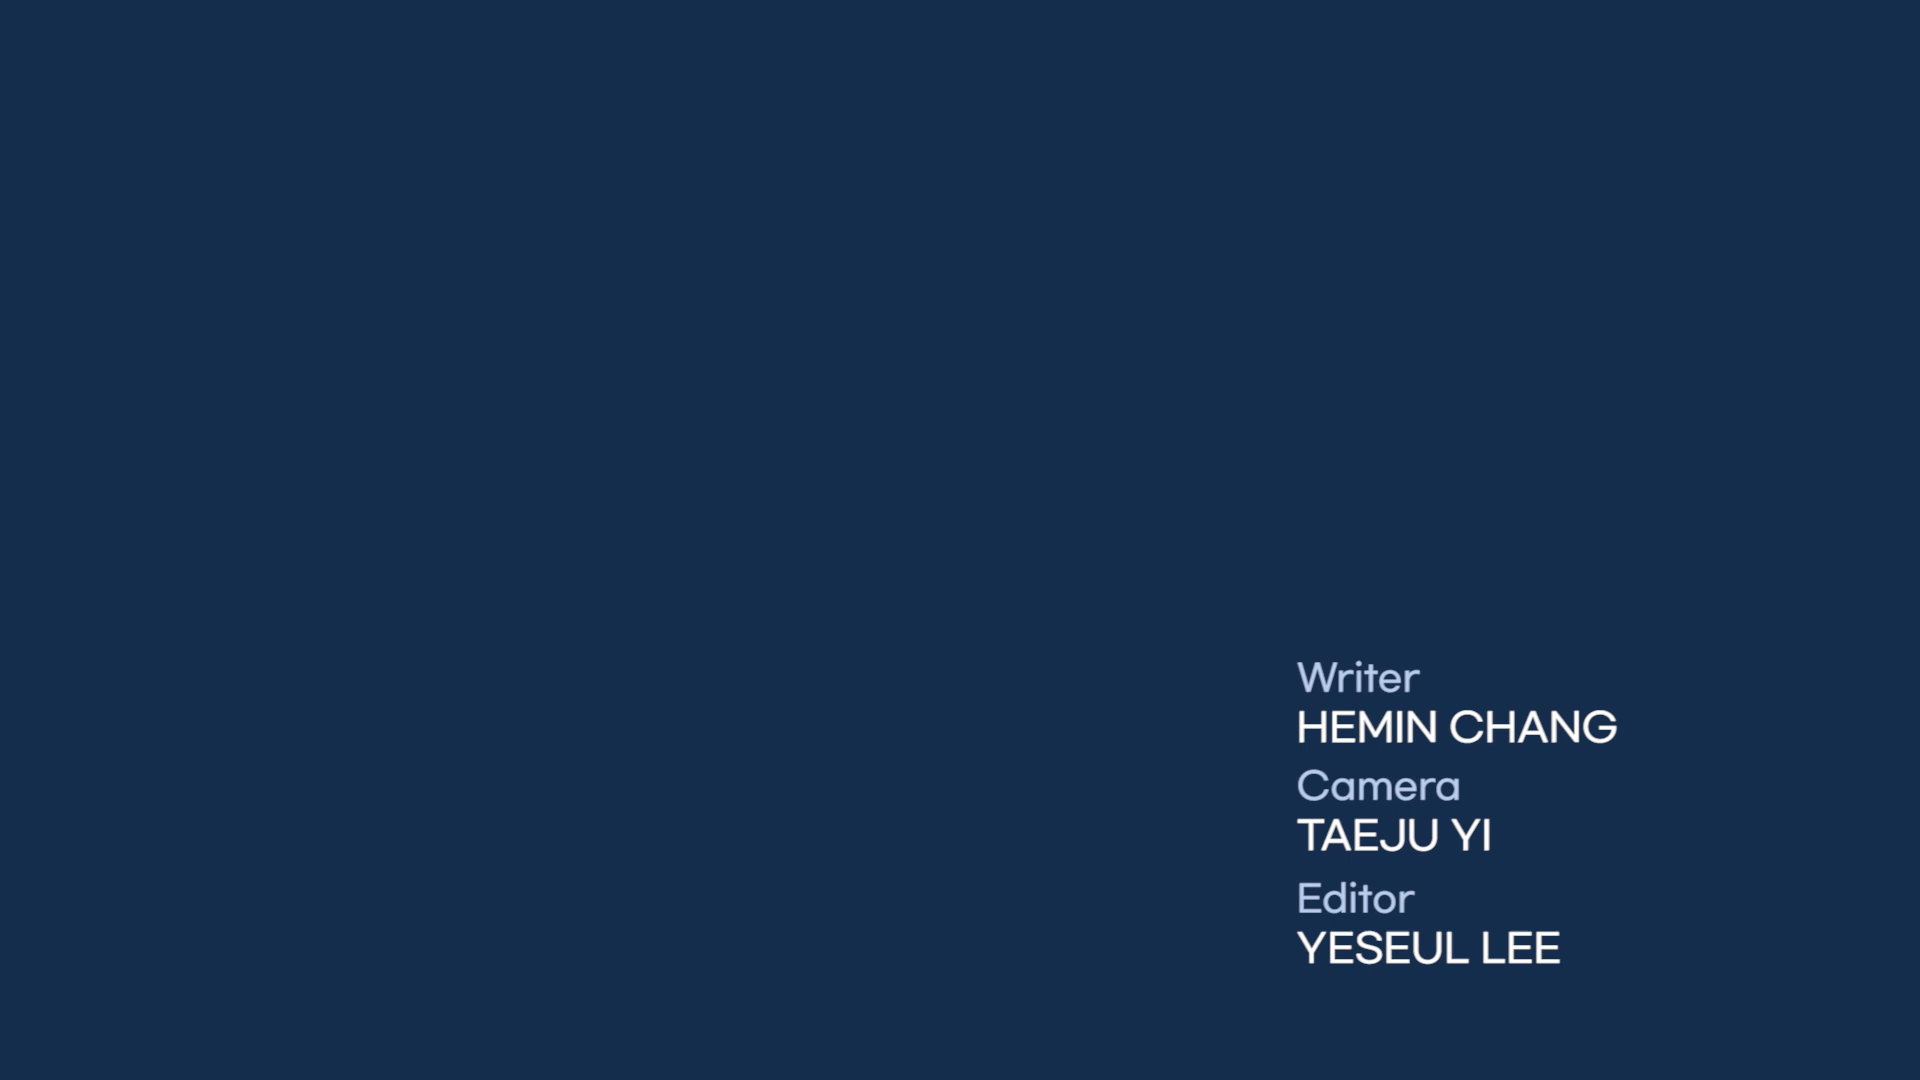 Writer
HEMIN CHANG
Camera
TAEJU YI
Editor
YESEUL LEE